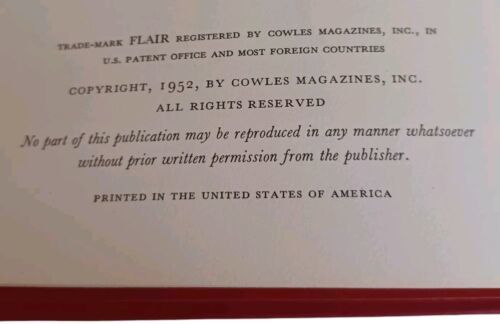 TRADE-MARK FLAIR REGISTERED BY COWLES MAGAZINES, INC., IN
U.S. PATENT OFFICE AND MOST FOREIGN COUNTRIES
COPYRIGHT, 1952, BY COWLES MAGAZINES, INC.
ALL RIGHTS RESERVED
No part of this publication may be reproduced in any manner whatsoever
without prior written permission from the publisher.
PRINTED IN THE UNITED STATES OF AMERICA